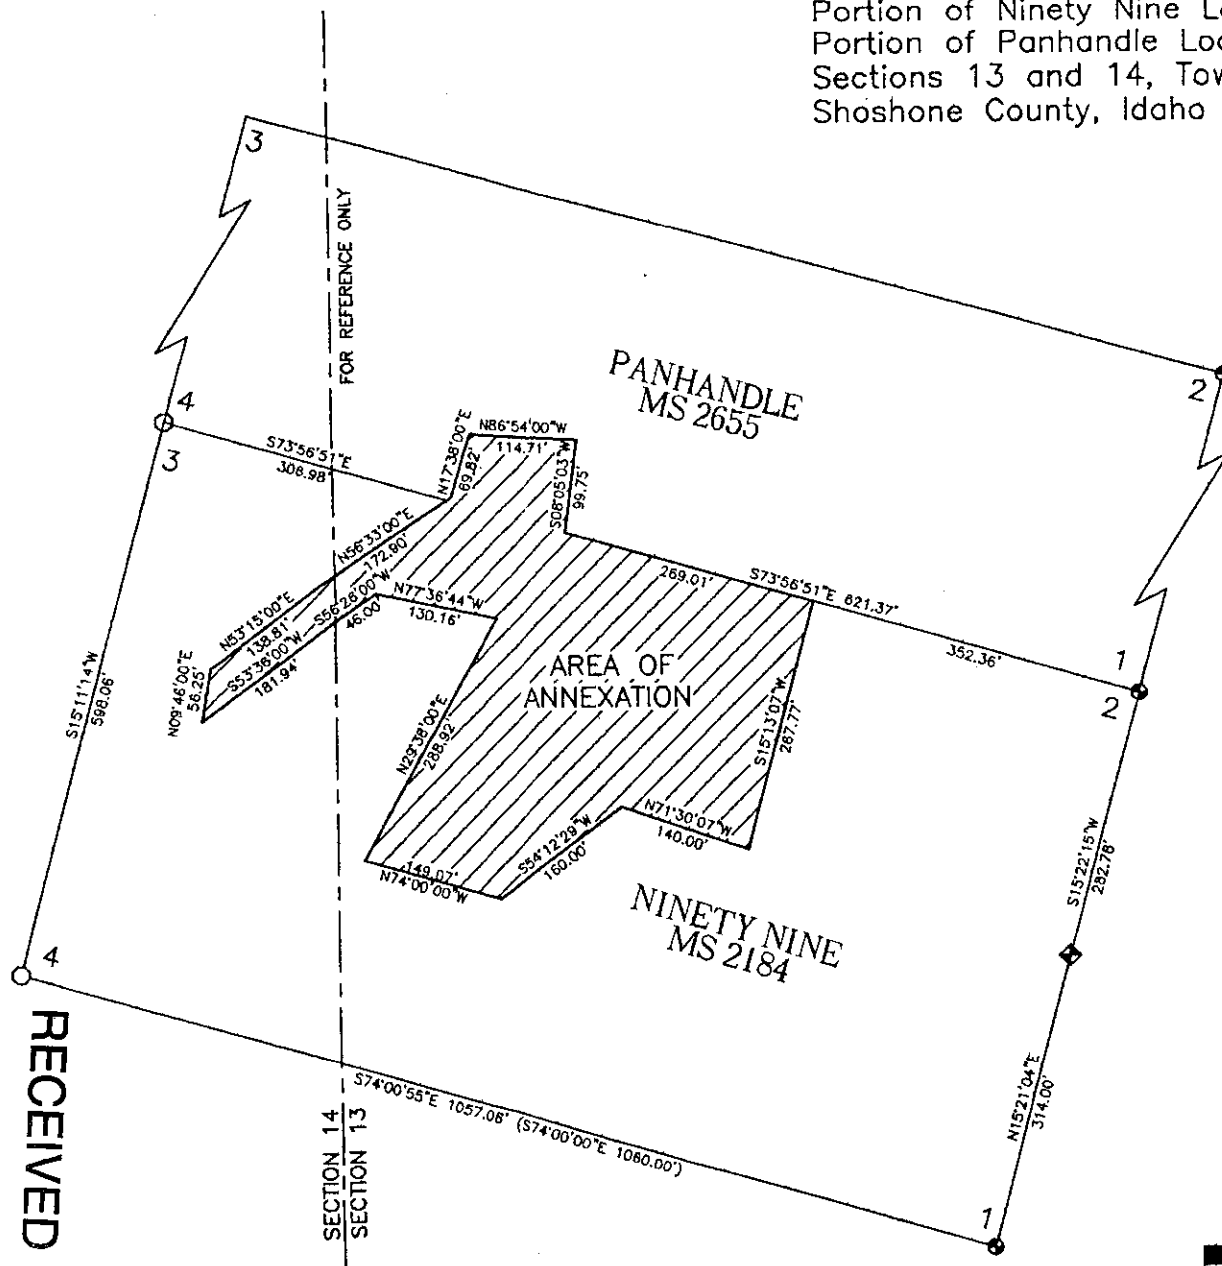 Portion of Ninety Nine L
Portion of Panhandle Lo
Sections 13 and 14, Tow
Shoshone County, Idaho
3
FOR REFERENCE ONLY
PANHANDLE
MS 2655
2
4
3
S73°56'51"E
306.98'
N17°38'00"E
69.82'
N86°54'00"W
114.71'
S08°05'03"W
99.75'
N56°33'00"E
172.90'
269.01'
S73°56'51"E 621.37'
352.36'
1
2
N53°15'00"E
138.81'
S56°28'00"W
46.00'
N77°36'44"W
130.16'
S53°36'00"W
181.94'
N09°46'00"E
56.25'
AREA OF
ANNEXATION
S15°11'14"W
598.06'
N29°38'00"E
288.92'
S15°13'07"W
267.77'
N71°30'07"W
140.00'
S54°12'29"W
160.00'
149.07'
N74°00'00"W
S15°22'15"W
282.78'
NINETY NINE
MS 2184
4
RECEIVED
N15°21'04"E
314.00'
S74°00'55"E 1057.06' (S74°00'00"E 1060.00')
SECTION 14
SECTION 13
1